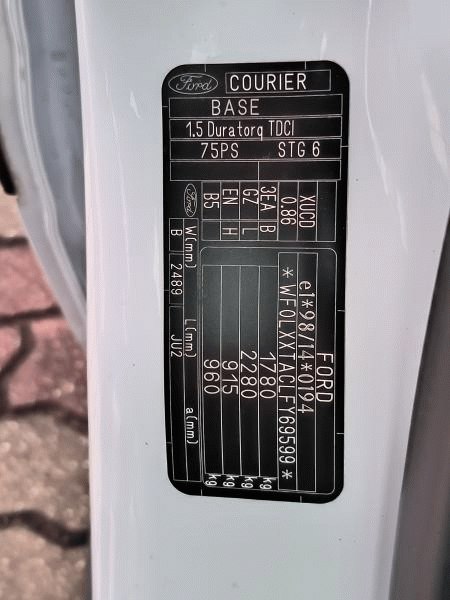 Ford COURIER
BASE
1.5 Duratorq TDCI
75PS STG 6
FORD
e1*98/14*0194
*WF0LXXTACLFY69599*
1780 kg
2280 kg
915 kg
960 kg
XUCD
0.86
3EA B
GZ L
EN H
B5
Ford
W(mm) L(mm) a(mm)
B 2489 JU2